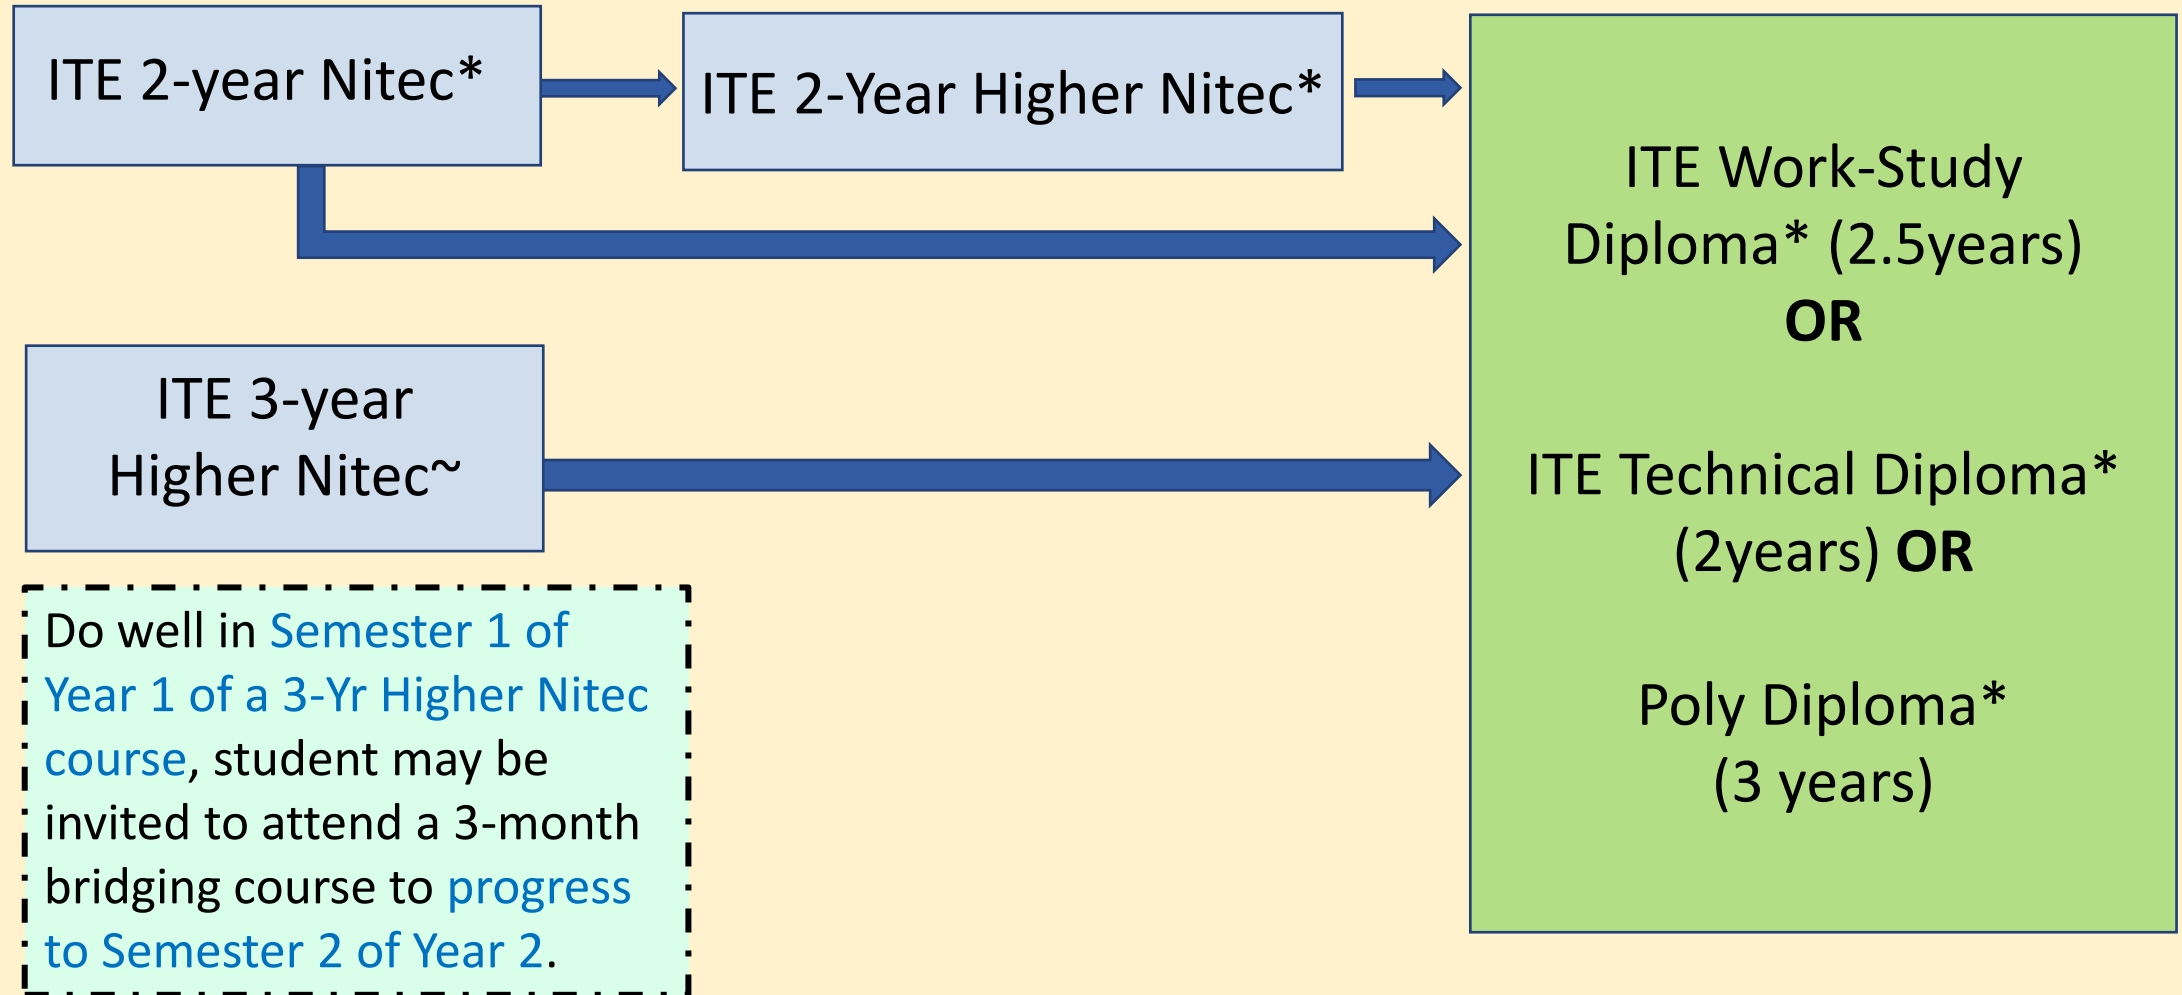 ITE 2-year Nitec*
ITE 2-Year Higher Nitec*
ITE Work-Study
Diploma* (2.5years)
OR
ITE Technical Diploma*
(2years) OR
Poly Diploma*
(3 years)
ITE 3-year
Higher Nitec~
Do well in Semester 1 of
Year 1 of a 3-Yr Higher Nitec
course, student may be
invited to attend a 3-month
bridging course to progress
to Semester 2 of Year 2.